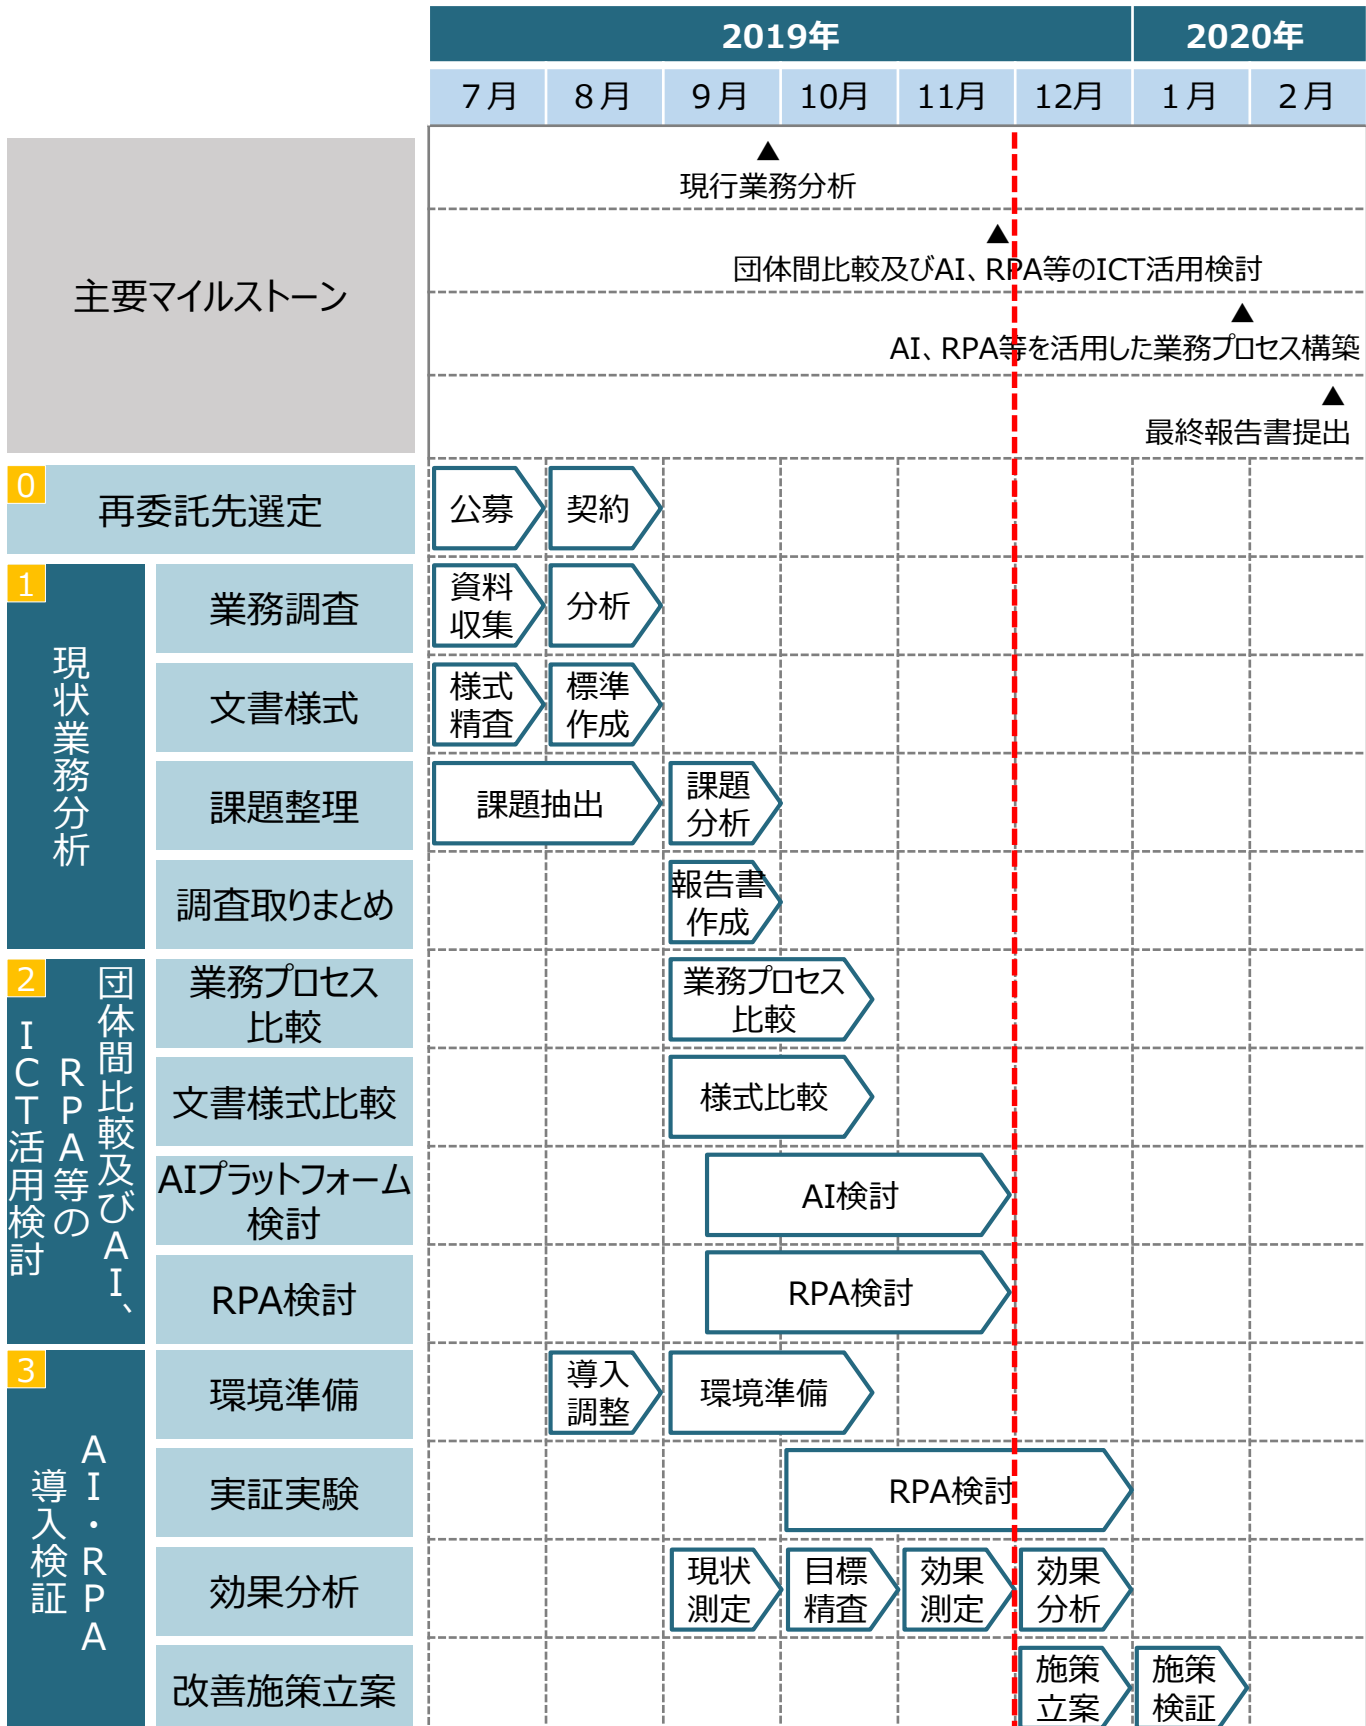 2019年
2020年
７月
８月
９月
10月
11月
12月
１月
２月
主要マイルストーン
▲
現行業務分析
▲
団体間比較及びAI、RPA等のICT活用検討
▲
AI、RPA等を活用した業務プロセス構築
▲
最終報告書提出
0
再委託先選定
公募
契約
1
現状業務分析
業務調査
資料
収集
分析
文書様式
様式
精査
標準
作成
課題整理
課題抽出
課題
分析
調査取りまとめ
報告書
作成
2
団体間比較及びAI、
RPA等の
ICT活用検討
業務プロセス
比較
業務プロセス
比較
文書様式比較
様式比較
AIプラットフォーム
検討
AI検討
RPA検討
RPA検討
3
AI・RPA
導入検証
環境準備
導入
調整
環境準備
実証実験
RPA検討
効果分析
現状
測定
目標
精査
効果
測定
効果
分析
改善施策立案
施策
立案
施策
検証